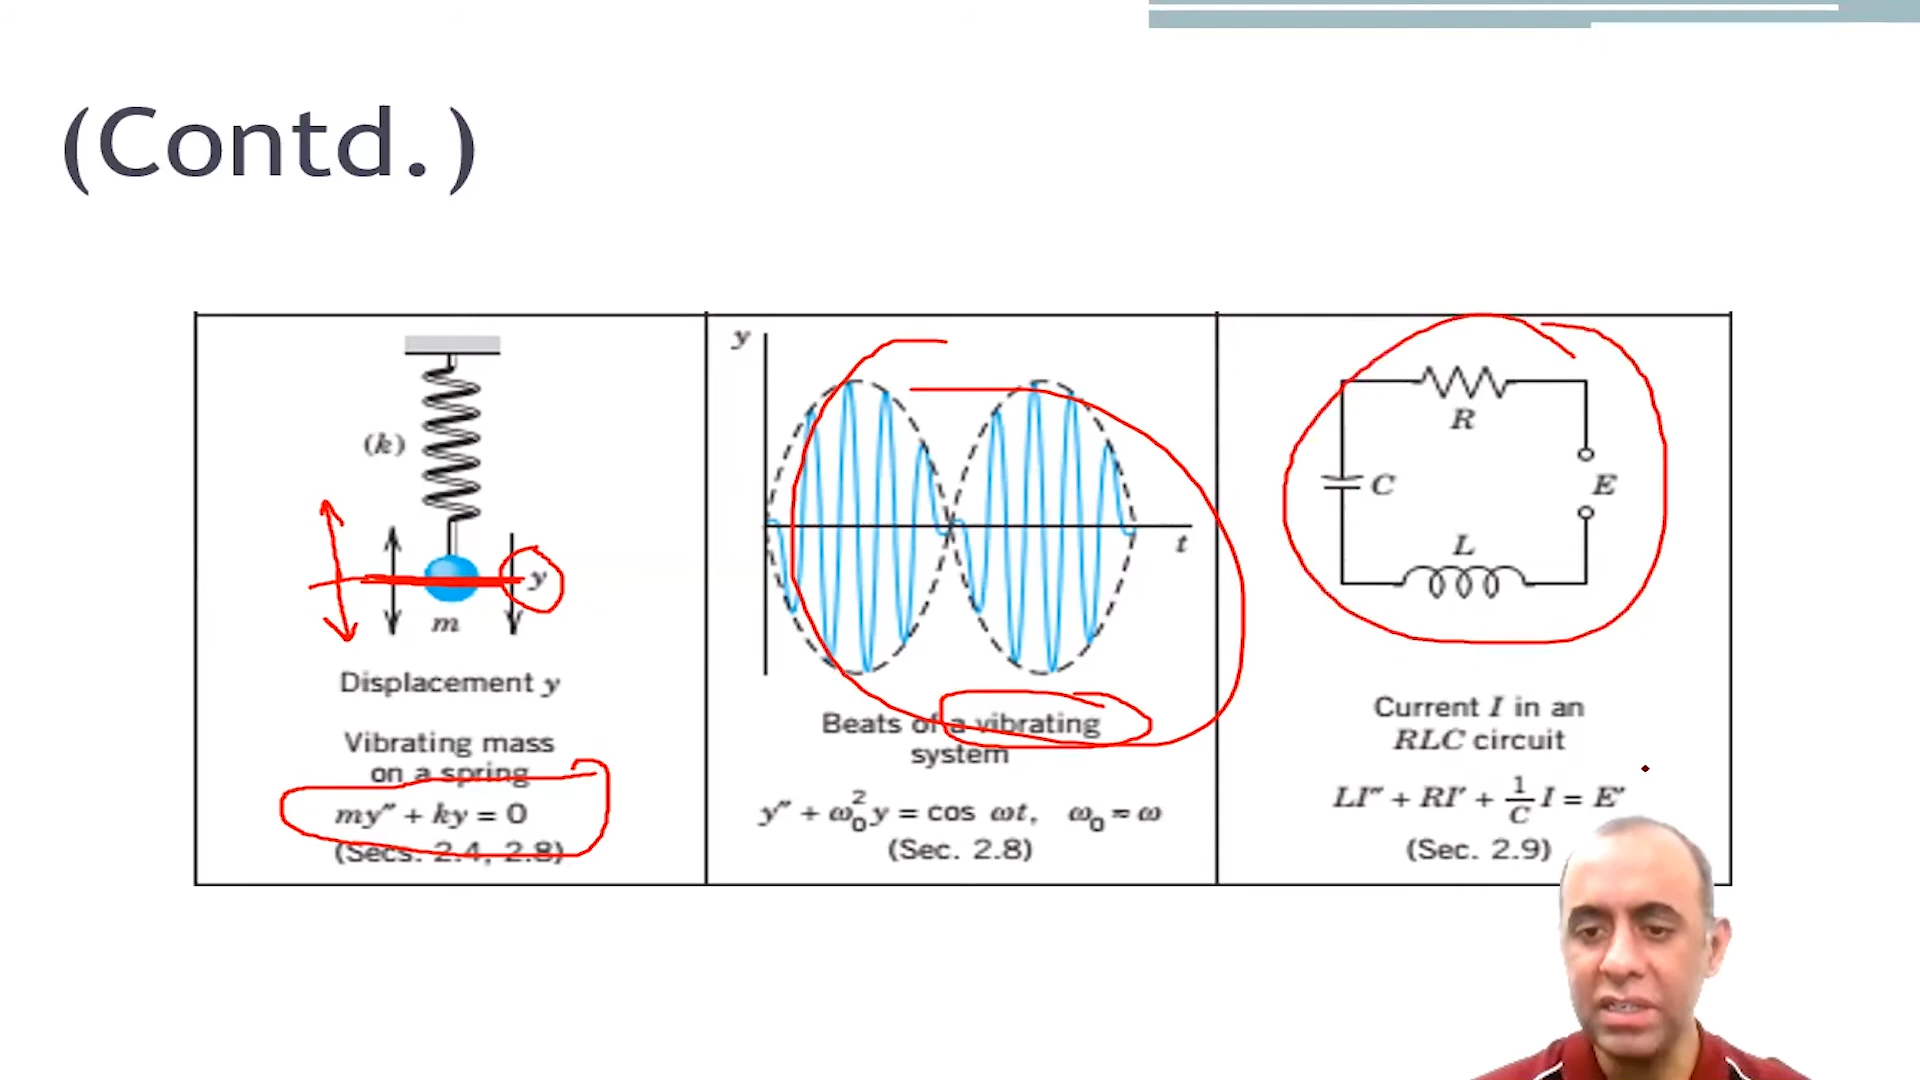 (Contd.)
(k)
y
m
Displacement y
Vibrating mass
on a spring
my″ + ky = 0
(Secs. 2.4, 2.8)
y
t
Beats of a vibrating
system
y″ + ω₀²y = cos ωt, ω₀ ≈ ω
(Sec. 2.8)
R
C
E
L
Current I in an
RLC circuit
LI″ + RI′ + 1/C I = E′
(Sec. 2.9)